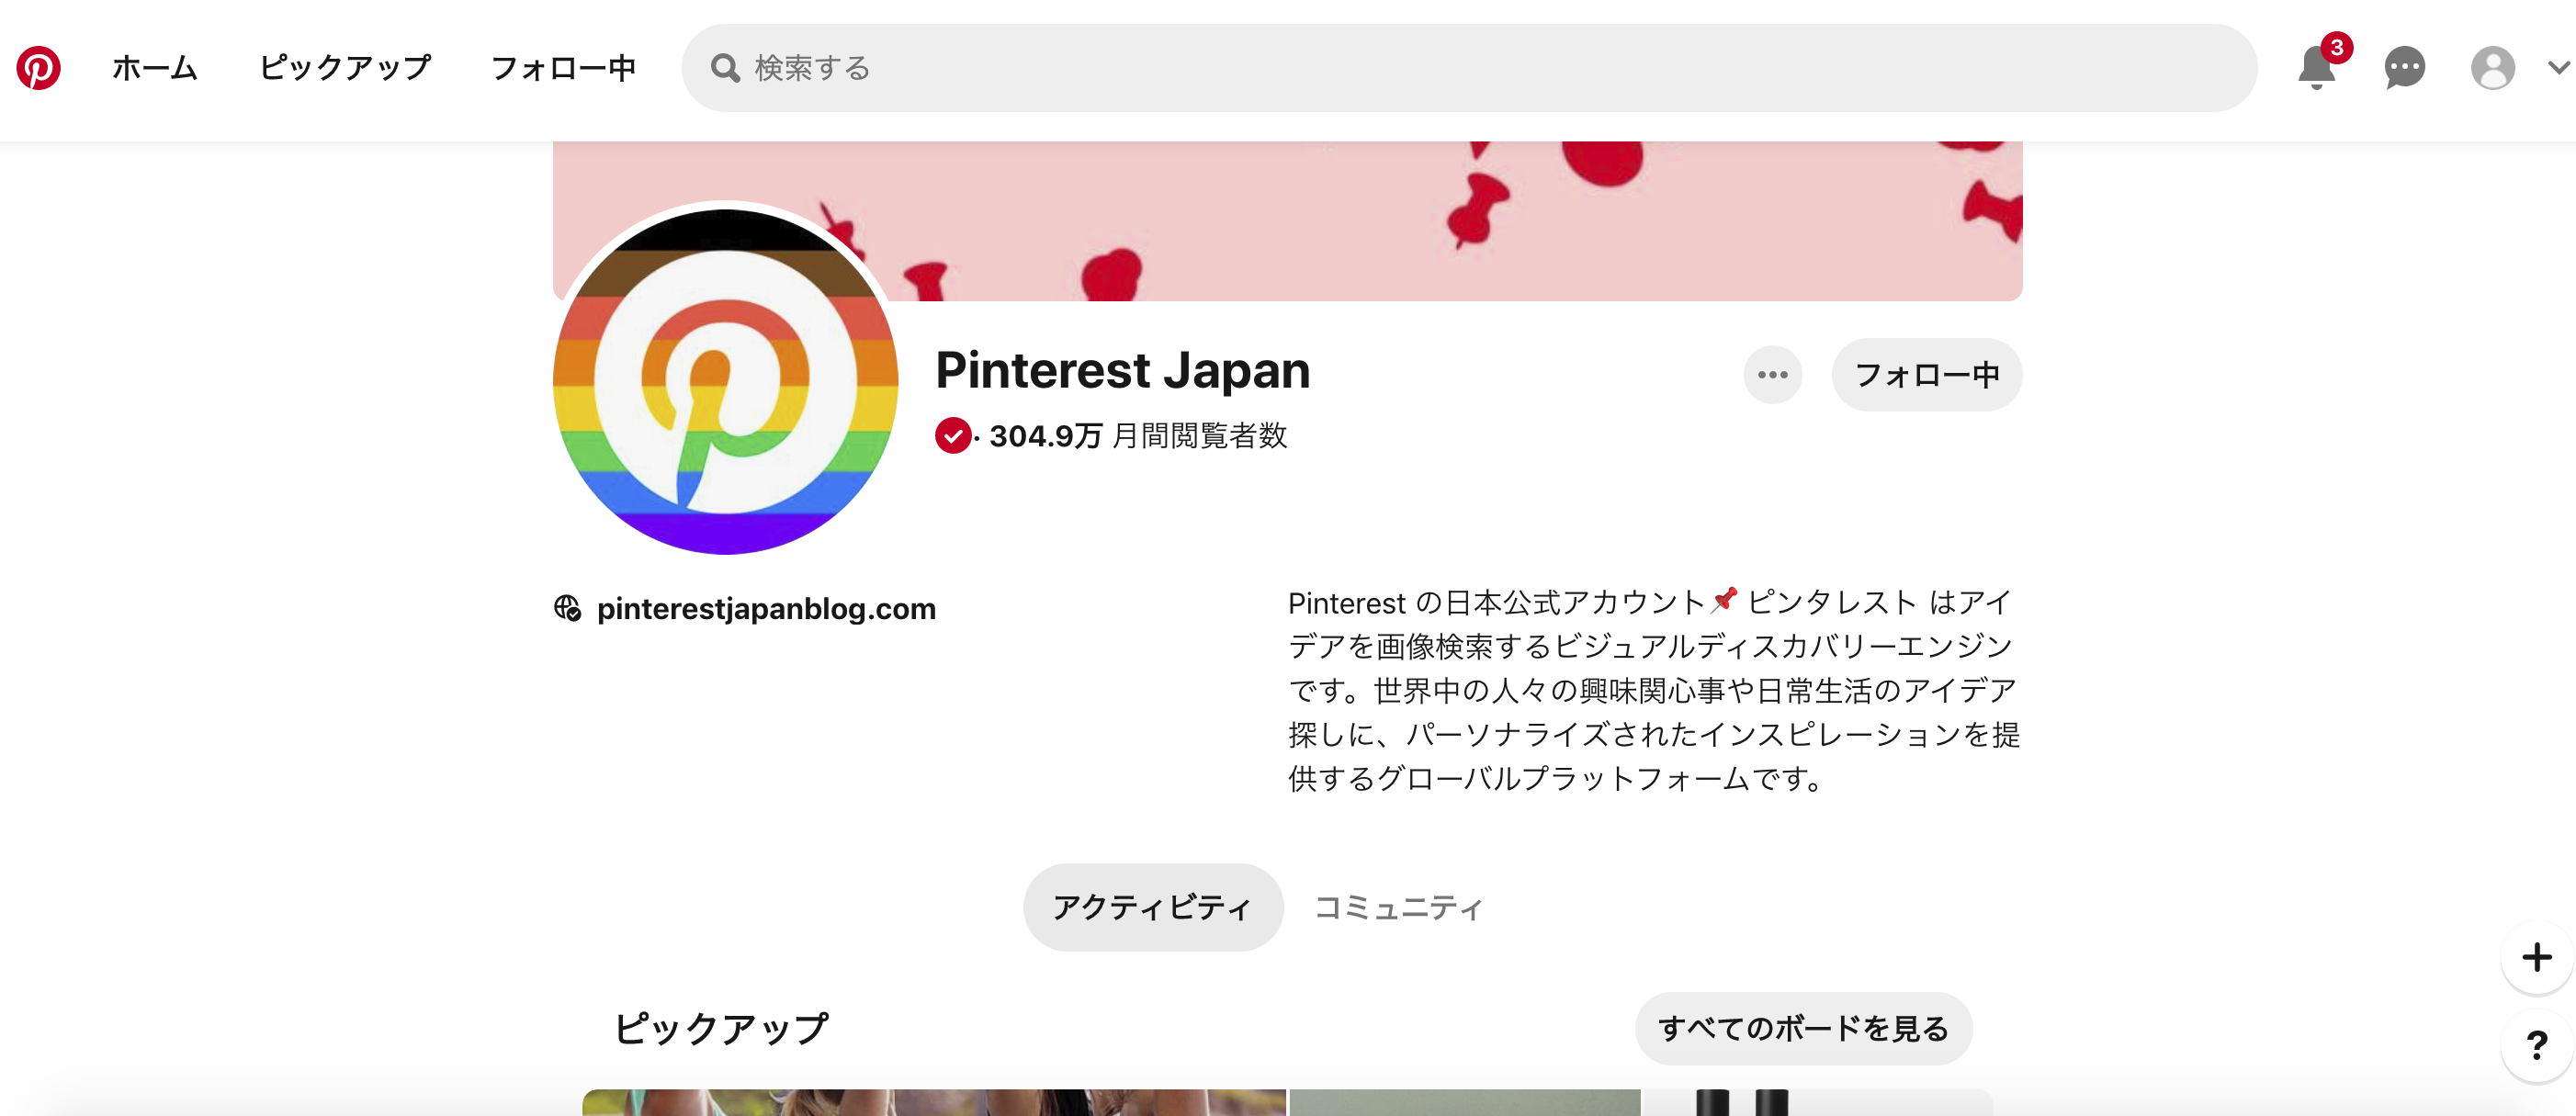 ホーム ピックアップ フォロー中 検索する 3
Pinterest Japan
フォロー中
· 304.9万 月間閲覧者数
pinterestjapanblog.com
Pinterest の日本公式アカウント📌 ピンタレスト はアイ
デアを画像検索するビジュアルディスカバリーエンジン
です。世界中の人々の興味関心事や日常生活のアイデア
探しに、パーソナライズされたインスピレーションを提
供するグローバルプラットフォームです。
アクティビティ コミュニティ
ピックアップ すべてのボードを見る
+
?